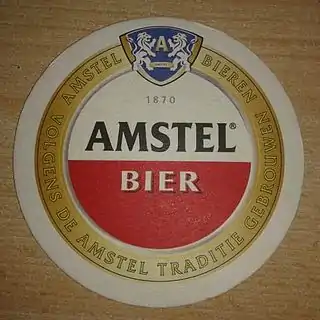 A
AMSTEL BIEREN
1870
AMSTEL®
BIER
VOLGENS DE AMSTEL TRADITIE GEBROUWEN